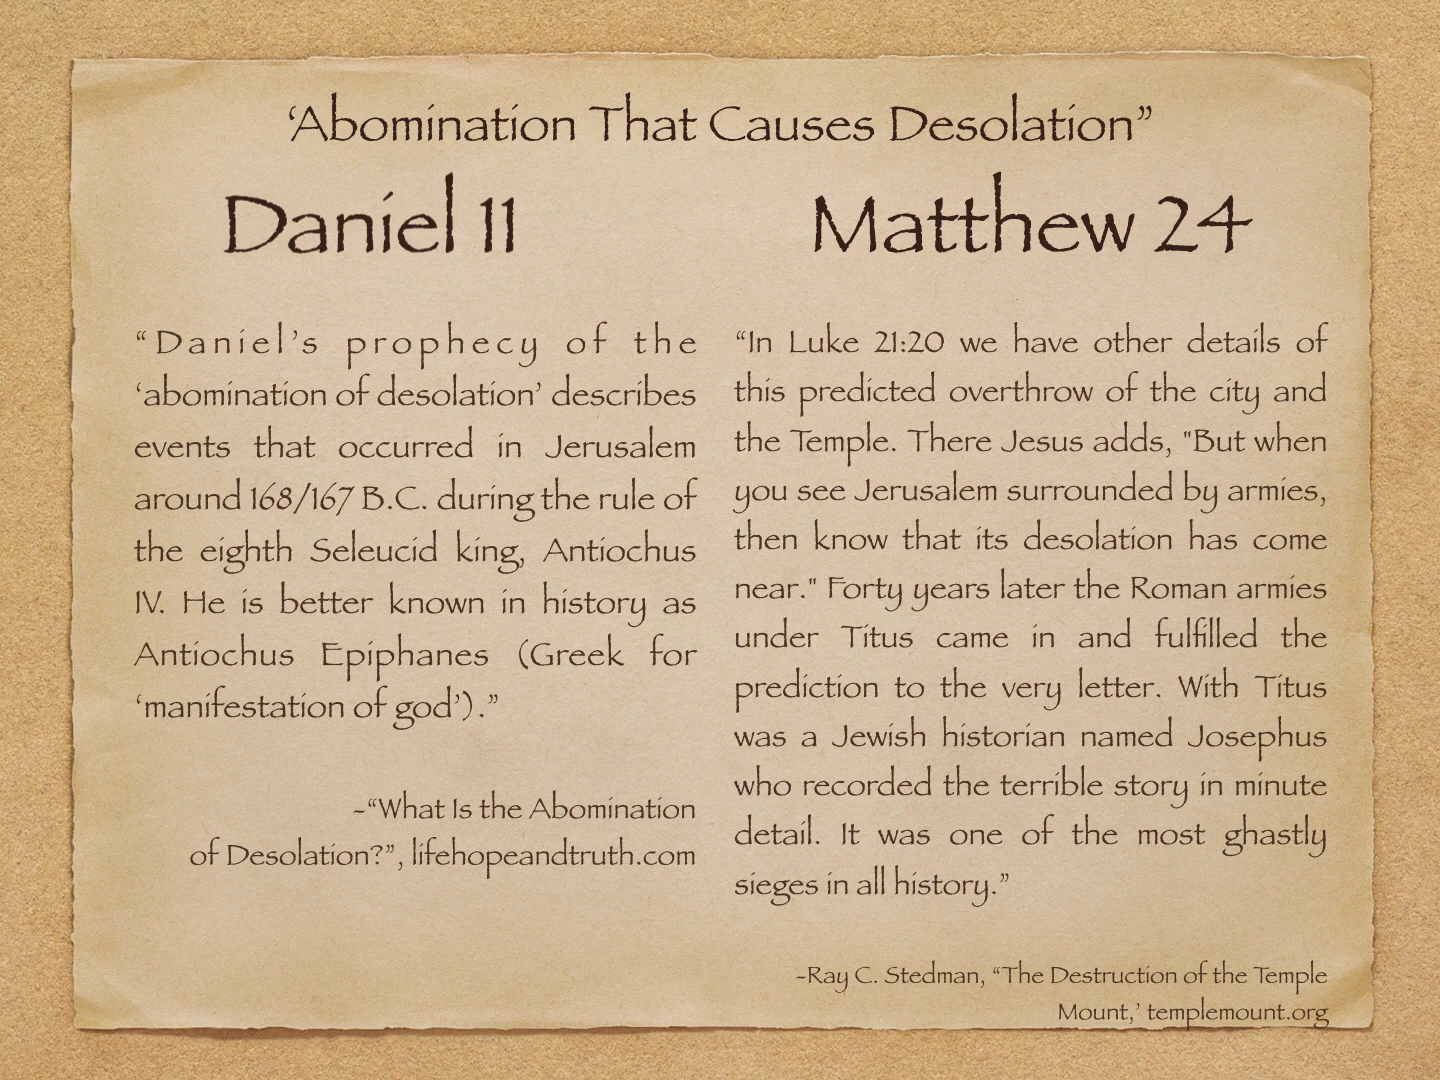 ‘Abomination That Causes Desolation”
Daniel 11
“Daniel’s prophecy of the
‘abomination of desolation’ describes
events that occurred in Jerusalem
around 168/167 B.C. during the rule of
the eighth Seleucid king, Antiochus
IV. He is better known in history as
Antiochus Epiphanes (Greek for
‘manifestation of god’).”
-“What Is the Abomination
of Desolation?”, lifehopeandtruth.com
Matthew 24
“In Luke 21:20 we have other details of
this predicted overthrow of the city and
the Temple. There Jesus adds, "But when
you see Jerusalem surrounded by armies,
then know that its desolation has come
near." Forty years later the Roman armies
under Titus came in and fulfilled the
prediction to the very letter. With Titus
was a Jewish historian named Josephus
who recorded the terrible story in minute
detail. It was one of the most ghastly
sieges in all history.”
-Ray C. Stedman, “The Destruction of the Temple
Mount,’ templemount.org